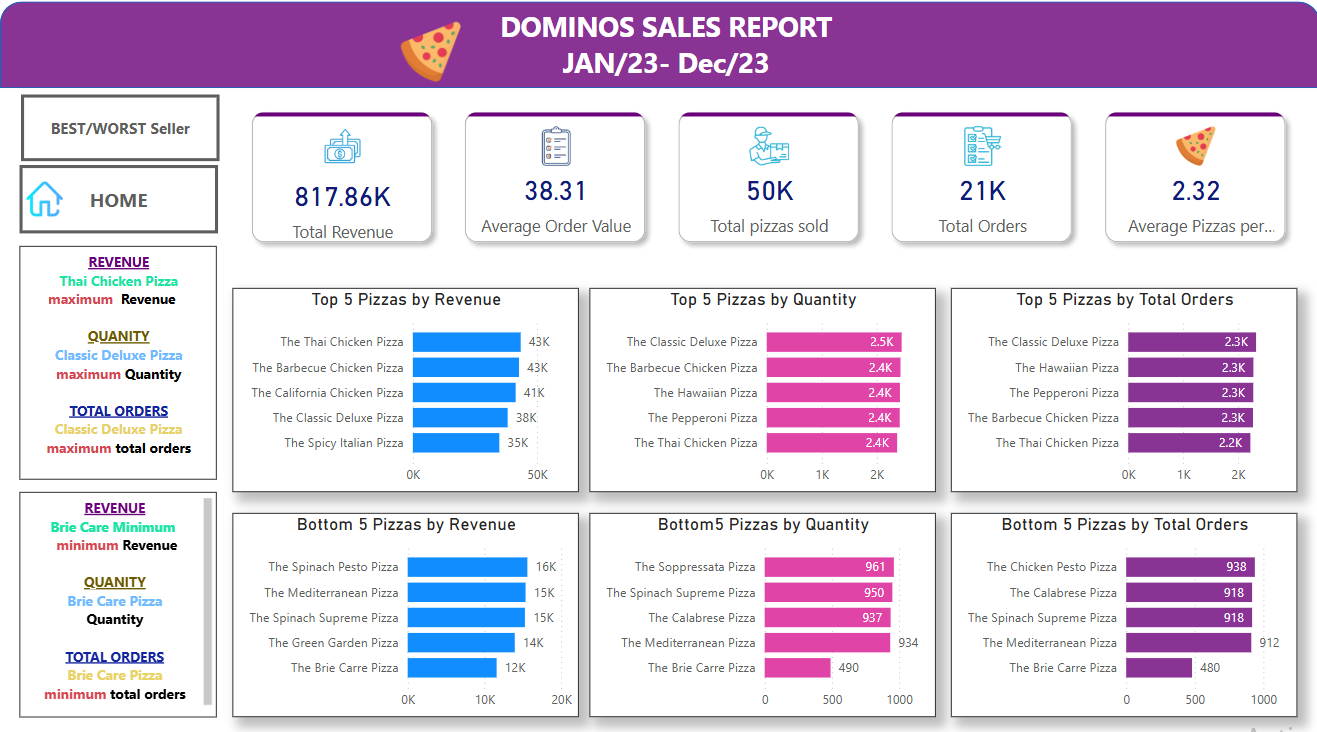 DOMINOS SALES REPORT
JAN/23- Dec/23
BEST/WORST Seller
HOME
817.86K
Total Revenue
38.31
Average Order Value
50K
Total pizzas sold
21K
Total Orders
2.32
Average Pizzas per...
REVENUE
Thai Chicken Pizza
maximum Revenue
QUANITY
Classic Deluxe Pizza
maximum Quantity
TOTAL ORDERS
Classic Deluxe Pizza
maximum total orders
Top 5 Pizzas by Revenue
The Thai Chicken Pizza 43K
The Barbecue Chicken Pizza 43K
The California Chicken Pizza 41K
The Classic Deluxe Pizza 38K
The Spicy Italian Pizza 35K
0K 50K
Top 5 Pizzas by Quantity
The Classic Deluxe Pizza 2.5K
The Barbecue Chicken Pizza 2.4K
The Hawaiian Pizza 2.4K
The Pepperoni Pizza 2.4K
The Thai Chicken Pizza 2.4K
0K 1K 2K
Top 5 Pizzas by Total Orders
The Classic Deluxe Pizza 2.3K
The Hawaiian Pizza 2.3K
The Pepperoni Pizza 2.3K
The Barbecue Chicken Pizza 2.3K
The Thai Chicken Pizza 2.2K
0K 1K 2K
REVENUE
Brie Care Minimum
minimum Revenue
QUANITY
Brie Care Pizza
Quantity
TOTAL ORDERS
Brie Care Pizza
minimum total orders
Bottom 5 Pizzas by Revenue
The Spinach Pesto Pizza 16K
The Mediterranean Pizza 15K
The Spinach Supreme Pizza 15K
The Green Garden Pizza 14K
The Brie Carre Pizza 12K
0K 10K 20K
Bottom5 Pizzas by Quantity
The Soppressata Pizza 961
The Spinach Supreme Pizza 950
The Calabrese Pizza 937
The Mediterranean Pizza 934
The Brie Carre Pizza 490
0 500 1000
Bottom 5 Pizzas by Total Orders
The Chicken Pesto Pizza 938
The Calabrese Pizza 918
The Spinach Supreme Pizza 918
The Mediterranean Pizza 912
The Brie Carre Pizza 480
0 500 1000